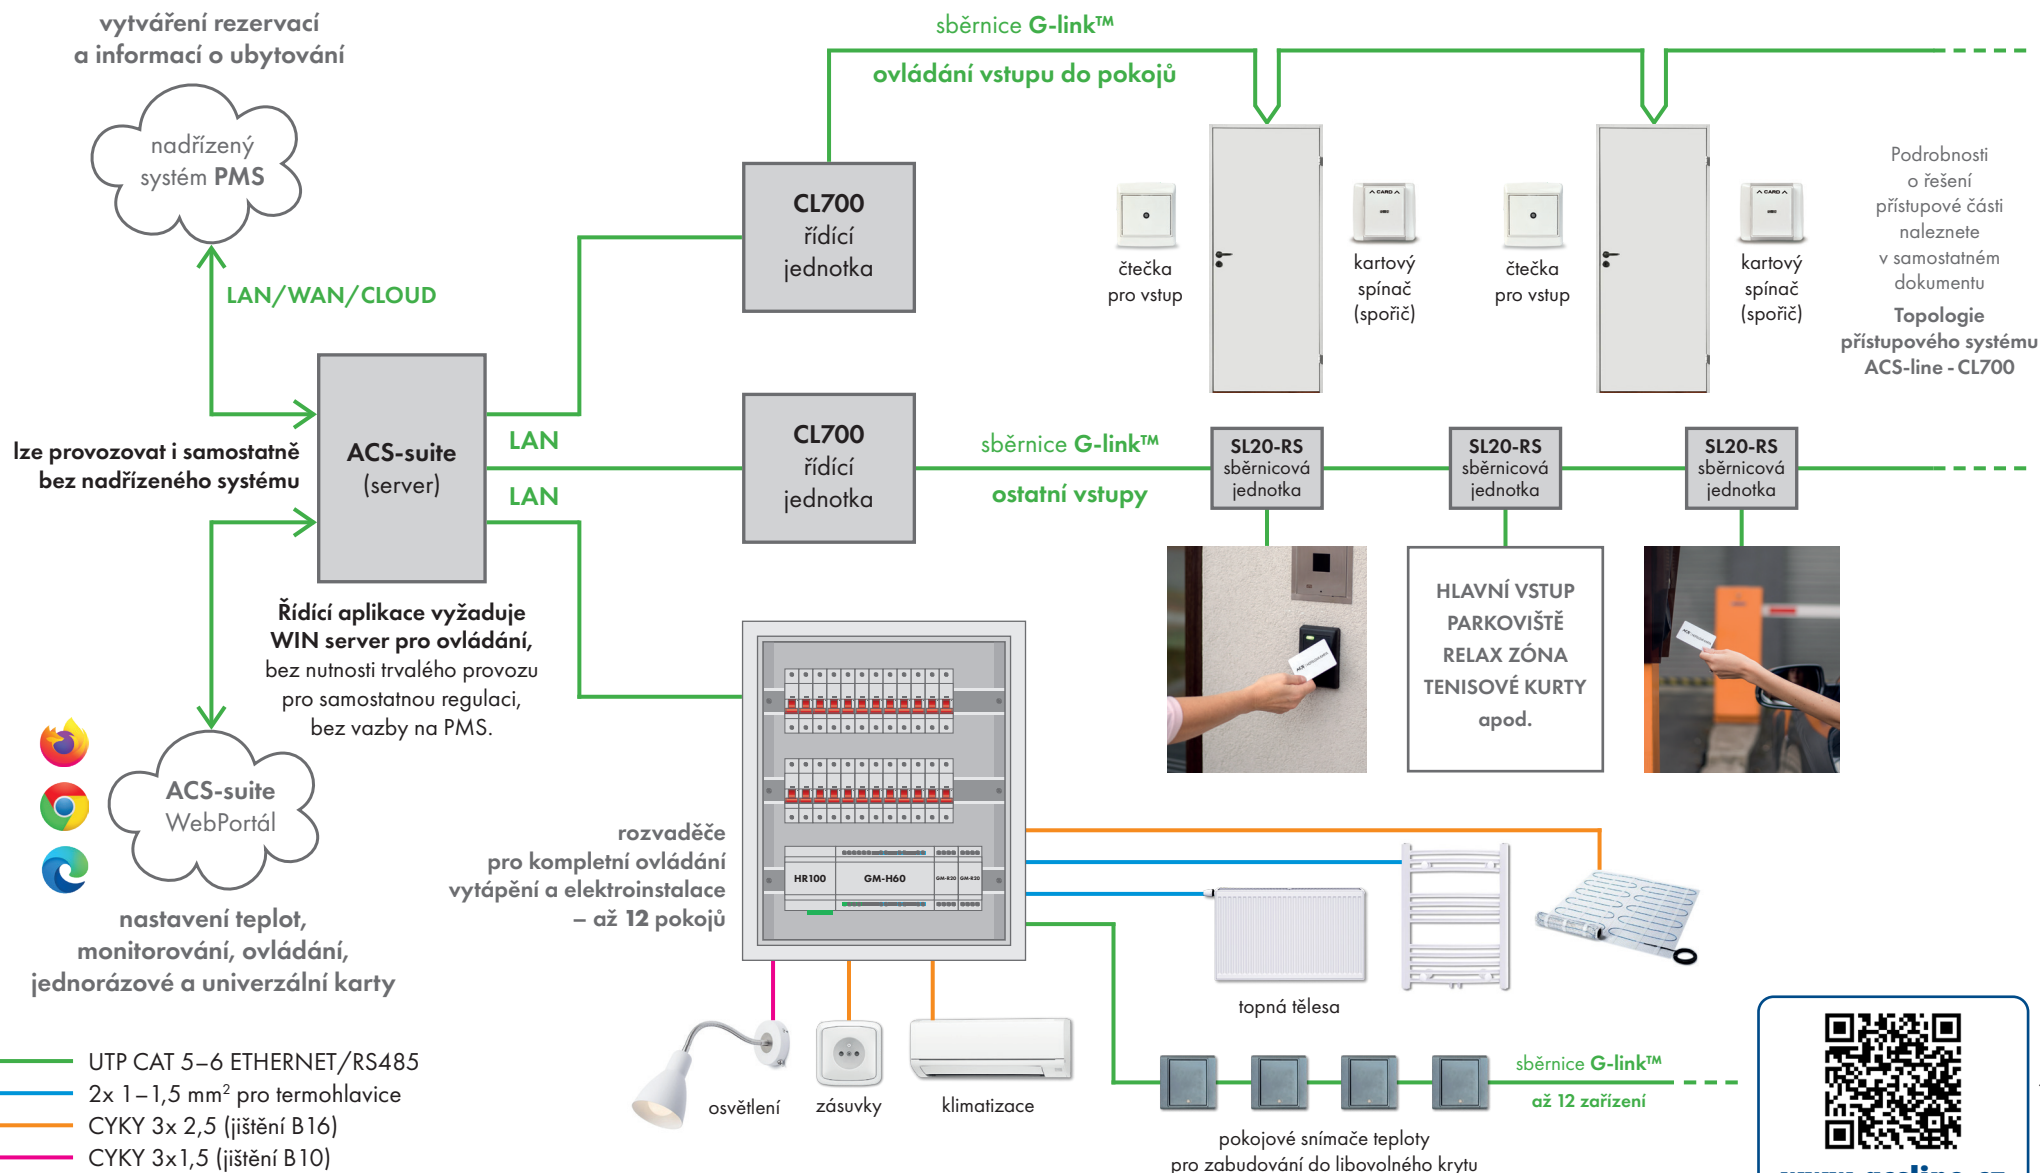 vytváření rezervací
a informací o ubytování
nadřízený
systém PMS
LAN/WAN/CLOUD
lze provozovat i samostatně
bez nadřízeného systému
ACS-suite
(server)
LAN
LAN
Řídící aplikace vyžaduje
WIN server pro ovládání,
bez nutnosti trvalého provozu
pro samostatnou regulaci,
bez vazby na PMS.
ACS-suite
WebPortál
nastavení teplot,
monitorování, ovládání,
jednorázové a univerzální karty
UTP CAT 5–6 ETHERNET/RS485
2x 1–1,5 mm² pro termohlavice
CYKY 3x 2,5 (jištění B16)
CYKY 3x1,5 (jištění B10)
sběrnice G-link™
ovládání vstupu do pokojů
CL700
řídící
jednotka
čtečka
pro vstup
^ CARD ^
kartový
spínač
(spořič)
čtečka
pro vstup
^ CARD ^
kartový
spínač
(spořič)
Podrobnosti
o řešení
přístupové části
naleznete
v samostatném
dokumentu
Topologie
přístupového systému
ACS-line - CL700
CL700
řídící
jednotka
sběrnice G-link™
ostatní vstupy
SL20-RS
sběrnicová
jednotka
SL20-RS
sběrnicová
jednotka
SL20-RS
sběrnicová
jednotka
HLAVNÍ VSTUP
PARKOVIŠTĚ
RELAX ZÓNA
TENISOVÉ KURTY
apod.
rozvaděče
pro kompletní ovládání
vytápění a elektroinstalace
– až 12 pokojů
HR100
GM-H60
GM-R20
GM-R20
topná tělesa
osvětlení
zásuvky
klimatizace
sběrnice G-link™
až 12 zařízení
pokojové snímače teploty
pro zabudování do libovolného krytu